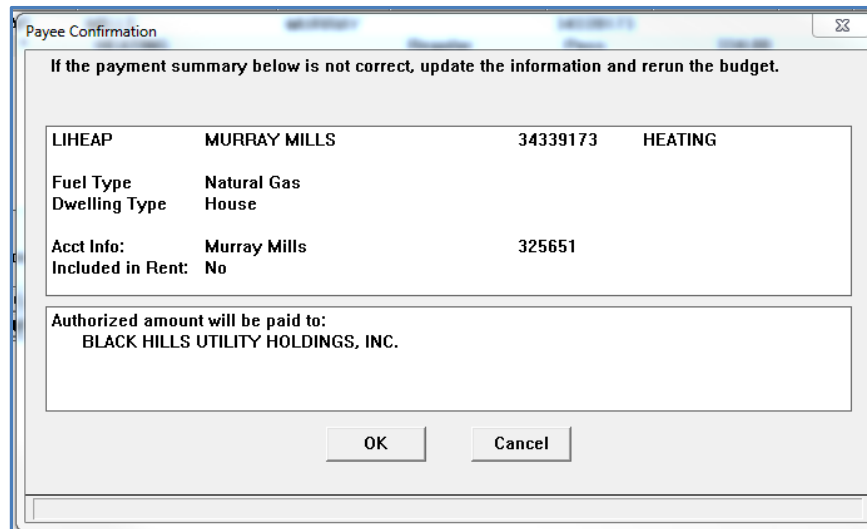 Payee Confirmation
If the payment summary below is not correct, update the information and rerun the budget.
LIHEAP MURRAY MILLS 34339173 HEATING
Fuel Type Natural Gas
Dwelling Type House
Acct Info: Murray Mills 325651
Included in Rent: No
Authorized amount will be paid to:
BLACK HILLS UTILITY HOLDINGS, INC.
OK Cancel